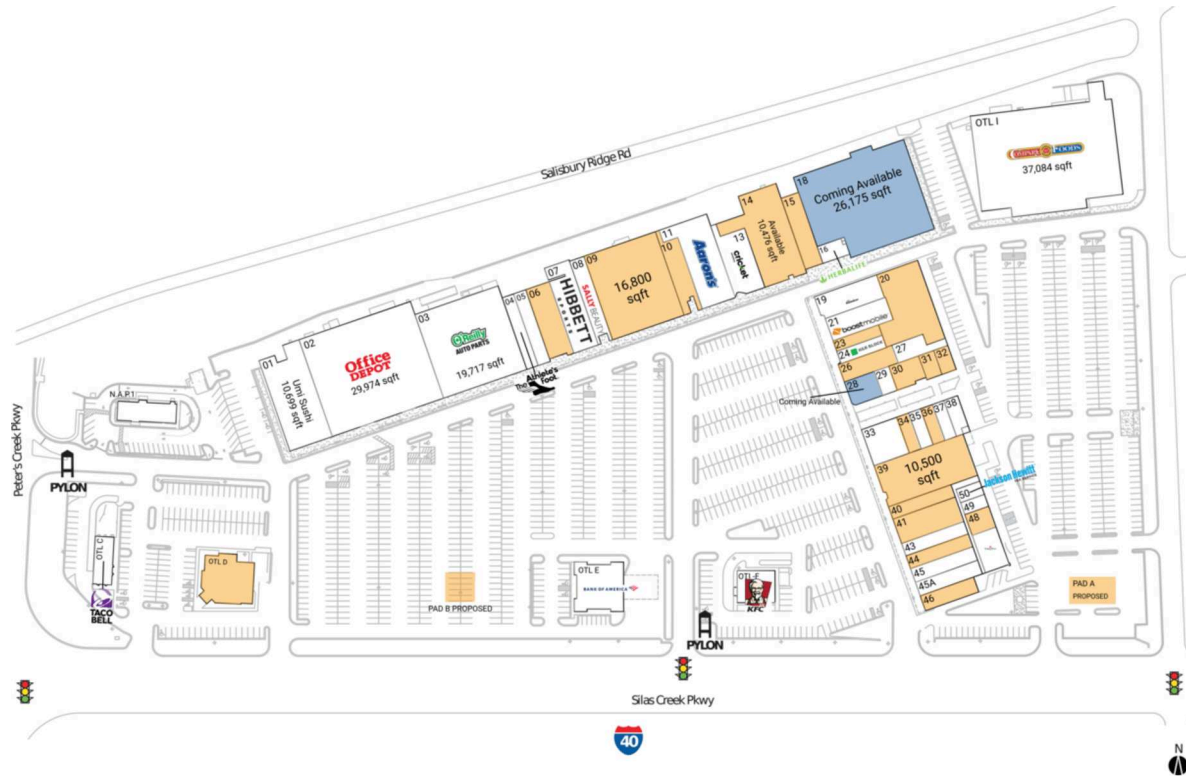 Salisbury Ridge Rd
OTL I
COMPARE FOODS
37,084 sqft
18
Coming Available
26,175 sqft
14
15
Available
10,476 sqft
16
HERBALIFE
13
cricket
11
10
Aaron's
09
16,800
sqft
08
SALLY BEAUTY
07
HIBBETT
SPORTS
06
05
04
The Athlete's
Foot.
03
O'Reilly
AUTO PARTS
19,717 sqft
02
Office
DEPOT
29,974 sqft
01
Umi Sushi
10,699 sqft
19
20
21
boostmobile
23
24
H&R BLOCK
26
27
28
29
30
31
32
Coming Available
33
34
35
36
37
38
39
10,500
sqft
Jackson Hewitt
40
41
43
44
45
45A
46
48
49
50
N.A.P.1
Peter's Creek Pkwy
PYLON
OTL C
TACO
BELL
OTL D
PAD B PROPOSED
OTL E
BANK OF AMERICA
OTL F
KFC
PYLON
PAD A
PROPOSED
Silas Creek Pkwy
40
N